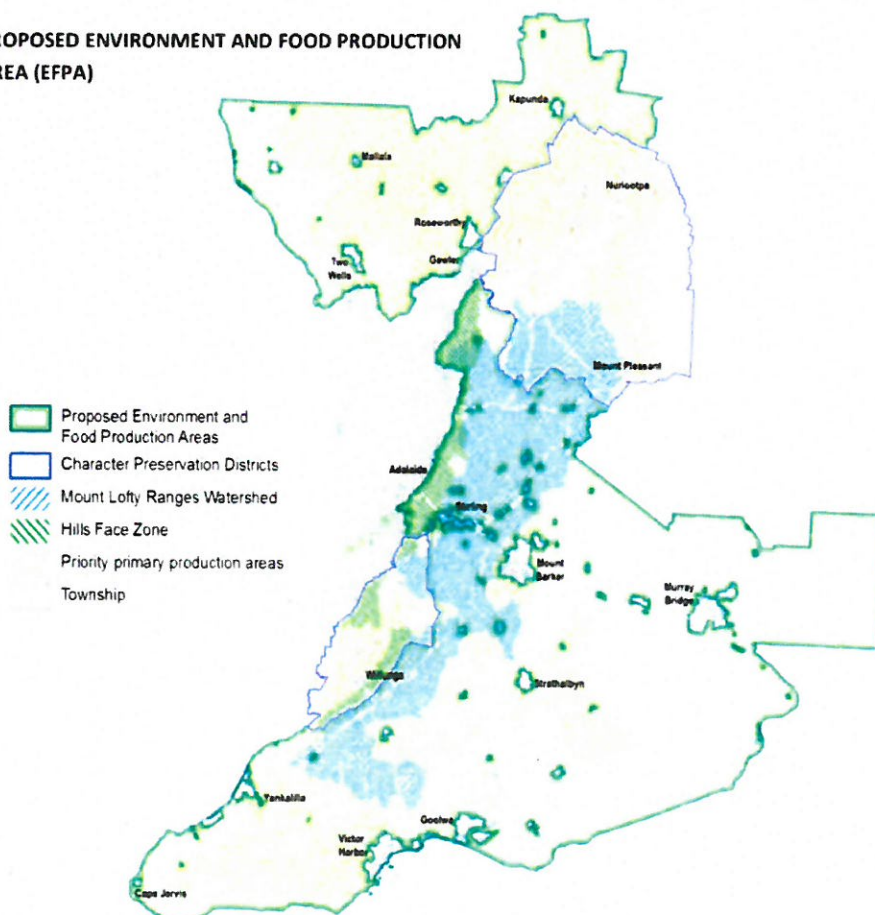 ROPOSED ENVIRONMENT AND FOOD PRODUCTION
REA (EFPA)
Kapunda
Mallala
Nuriootpa
Roseworthy
Two
Wells
Gawler
Mount Pleasant
Proposed Environment and
Food Production Areas
Character Preservation Districts
Mount Lofty Ranges Watershed
Hills Face Zone
Priority primary production areas
Township
Adelaide
Stirling
Mount
Barker
Murray
Bridge
Willunga
Strathalbyn
Yankalilla
Goolwa
Victor
Harbor
Cape Jervis